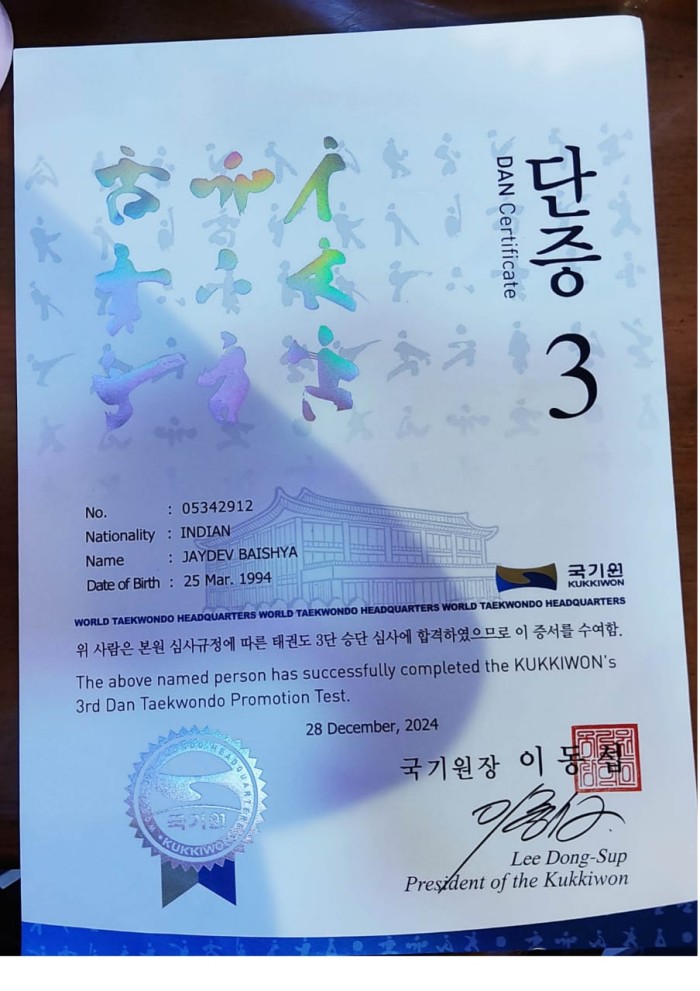 단증
DAN Certificate
3
No. : 05342912
Nationality : INDIAN
Name : JAYDEV BAISHYA
Date of Birth : 25 Mar. 1994
국기원
KUKKIWON
WORLD TAEKWONDO HEADQUARTERS WORLD TAEKWONDO HEADQUARTERS WORLD TAEKWONDO HEADQUARTERS
위 사람은 본원 심사규정에 따른 태권도 3단 승단 심사에 합격하였으므로 이 증서를 수여함.
The above named person has successfully completed the KUKKIWON's
3rd Dan Taekwondo Promotion Test.
28 December, 2024
국기원장 이동섭
Lee Dong-Sup
President of the Kukkiwon
국기원
KUKKIWON